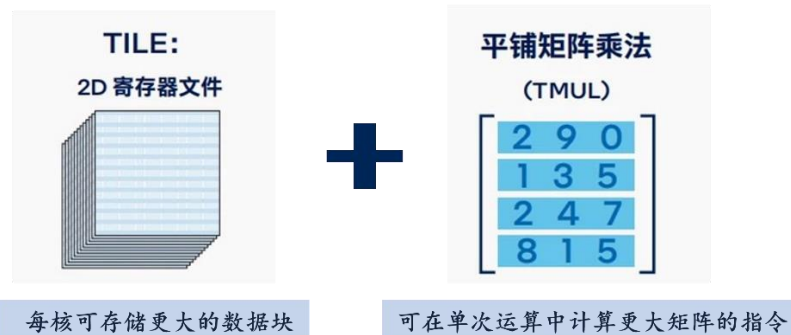 TILE:
2D 寄存器文件
平铺矩阵乘法
(TMUL)
2 9 0
1 3 5
2 4 7
8 1 5
每核可存储更大的数据块
可在单次运算中计算更大矩阵的指令